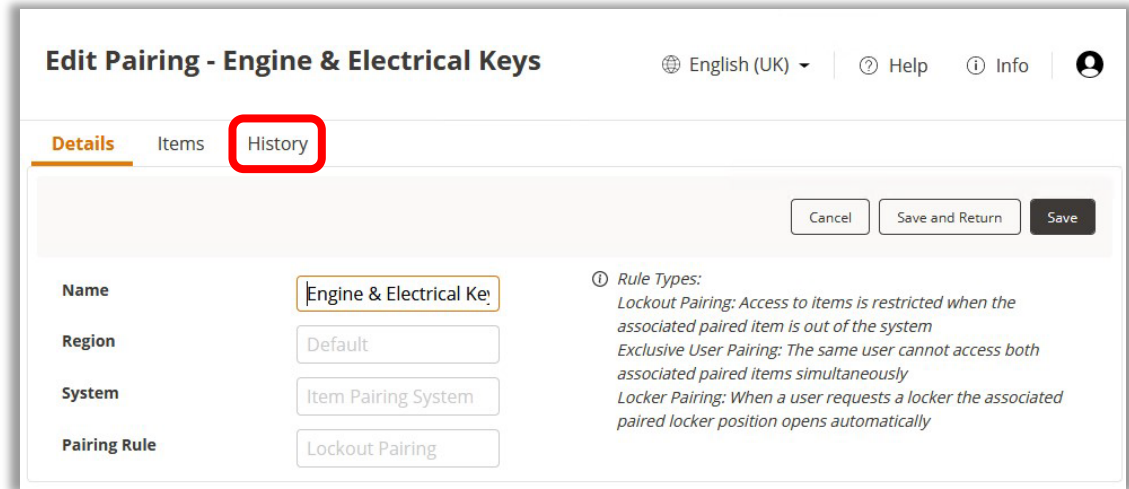 Edit Pairing - Engine & Electrical Keys
English (UK)
Help
Info
Details
Items
History
Cancel
Save and Return
Save
Name
Engine & Electrical Key
Region
Default
System
Item Pairing System
Pairing Rule
Lockout Pairing
Rule Types:
Lockout Pairing: Access to items is restricted when the
associated paired item is out of the system
Exclusive User Pairing: The same user cannot access both
associated paired items simultaneously
Locker Pairing: When a user requests a locker the associated
paired locker position opens automatically